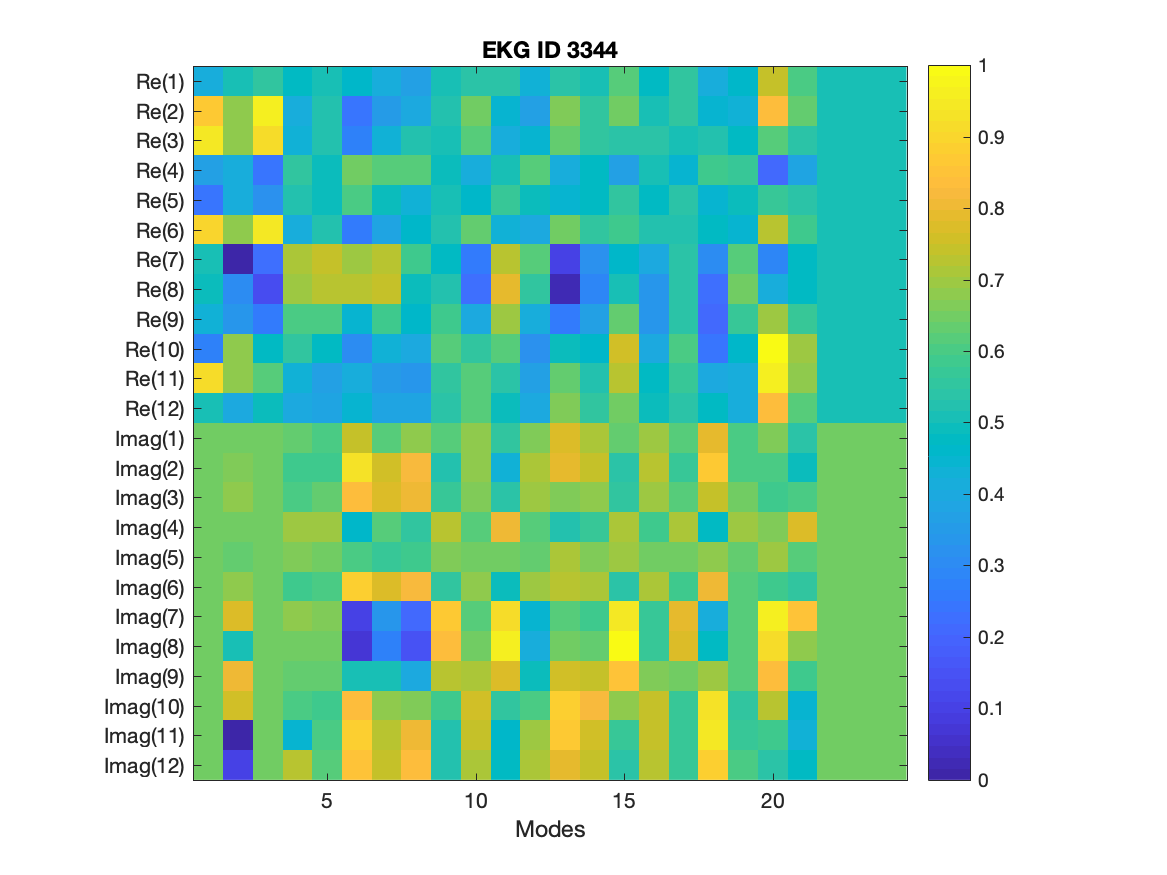 EKG ID 3344
Re(1)
Re(2)
Re(3)
Re(4)
Re(5)
Re(6)
Re(7)
Re(8)
Re(9)
Re(10)
Re(11)
Re(12)
Imag(1)
Imag(2)
Imag(3)
Imag(4)
Imag(5)
Imag(6)
Imag(7)
Imag(8)
Imag(9)
Imag(10)
Imag(11)
Imag(12)
5 10 15 20
Modes
1
0.9
0.8
0.7
0.6
0.5
0.4
0.3
0.2
0.1
0